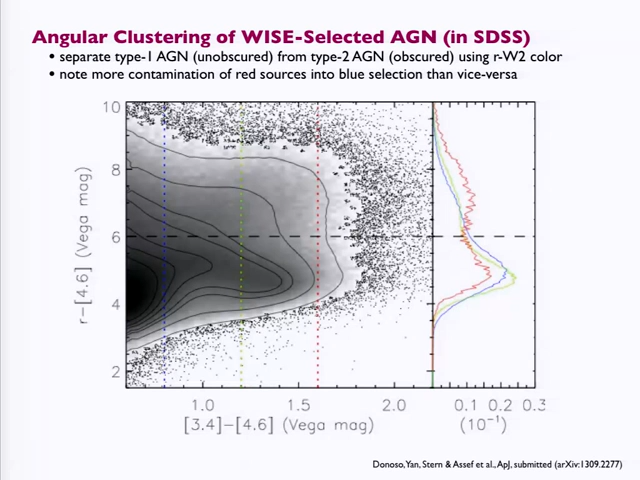 Angular Clustering of WISE-Selected AGN (in SDSS)
• separate type-1 AGN (unobscured) from type-2 AGN (obscured) using r-W2 color
• note more contamination of red sources into blue selection than vice-versa
10
8
6
4
2
r-[4.6] (Vega mag)
1.0 1.5 2.0 0.1 0.2 0.3
[3.4]-[4.6] (Vega mag) (10⁻¹)
Donoso, Yan, Stern & Assef et al., ApJ, submitted (arXiv:1309.2277)